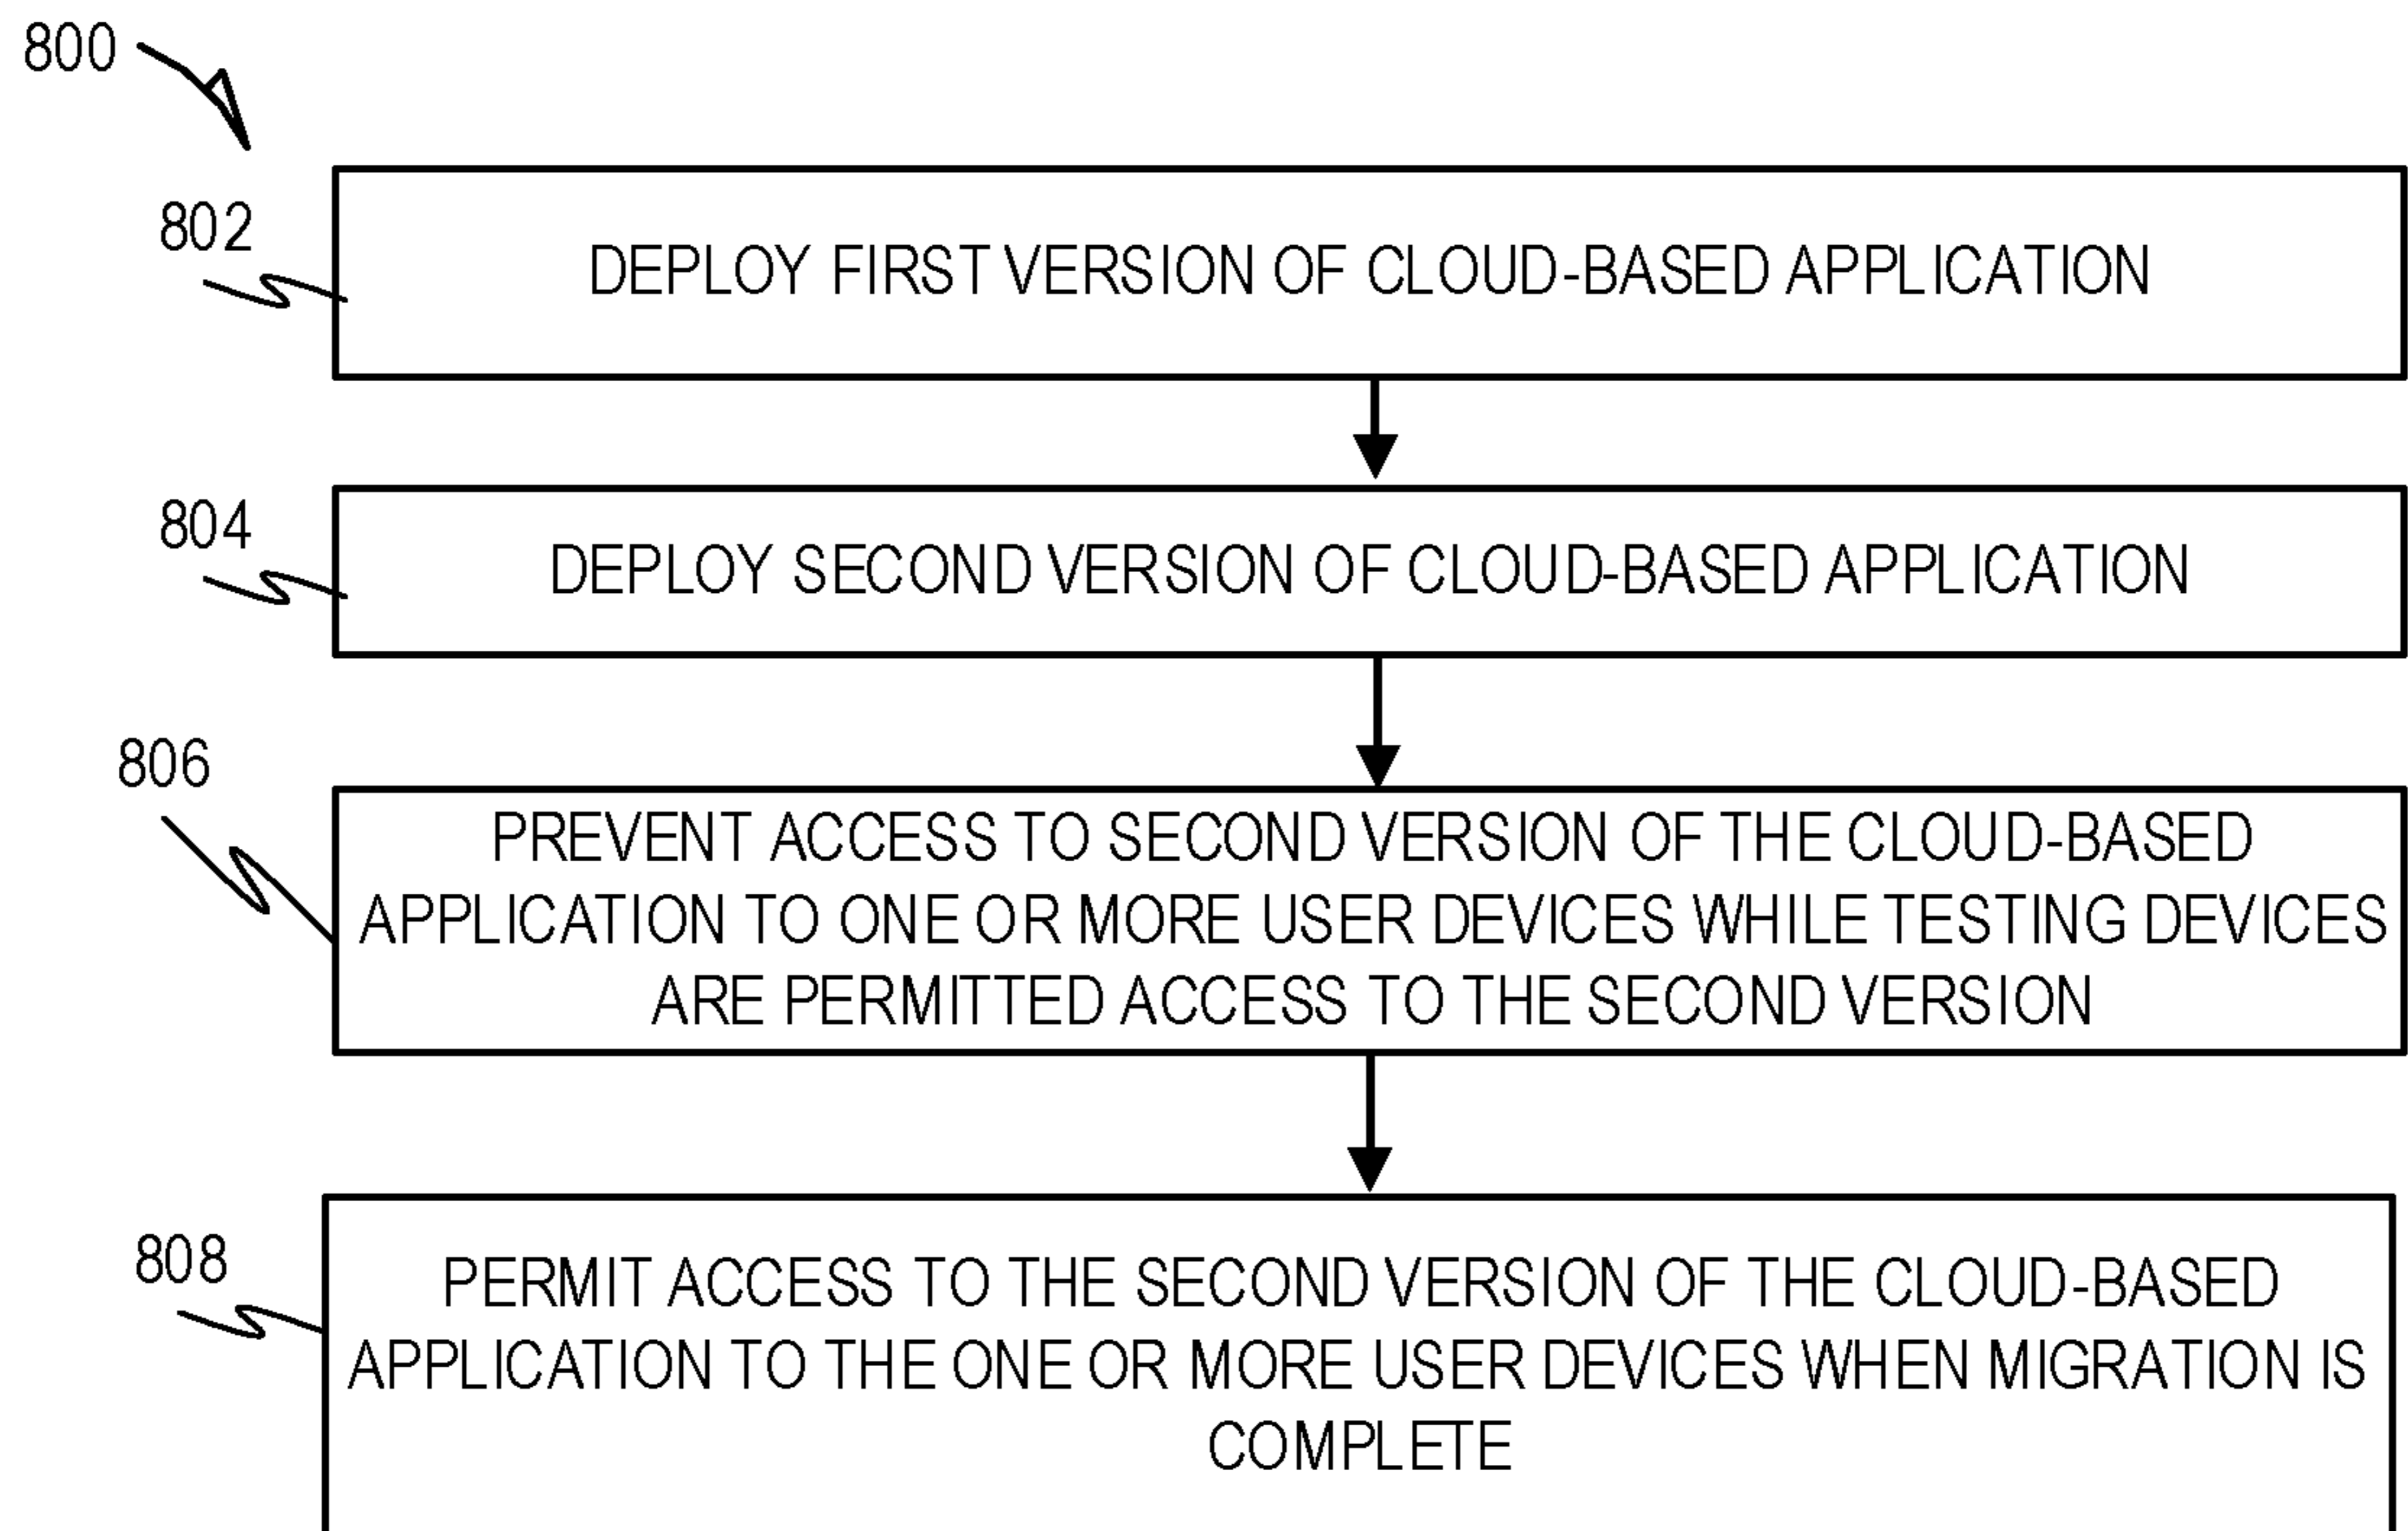 800
802
DEPLOY FIRST VERSION OF CLOUD-BASED APPLICATION
804
DEPLOY SECOND VERSION OF CLOUD-BASED APPLICATION
806
PREVENT ACCESS TO SECOND VERSION OF THE CLOUD-BASED
APPLICATION TO ONE OR MORE USER DEVICES WHILE TESTING DEVICES
ARE PERMITTED ACCESS TO THE SECOND VERSION
808
PERMIT ACCESS TO THE SECOND VERSION OF THE CLOUD-BASED
APPLICATION TO THE ONE OR MORE USER DEVICES WHEN MIGRATION IS
COMPLETE